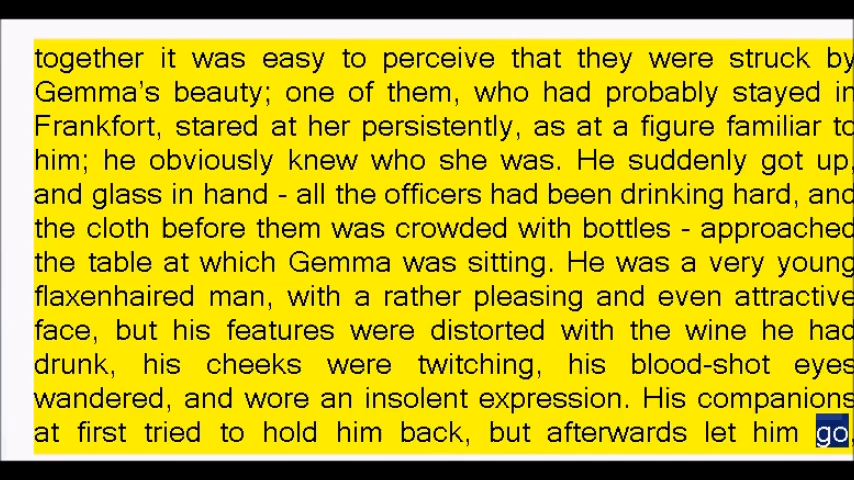 together it was easy to perceive that they were struck by
Gemma's beauty; one of them, who had probably stayed in
Frankfort, stared at her persistently, as at a figure familiar to
him; he obviously knew who she was. He suddenly got up,
and glass in hand - all the officers had been drinking hard, and
the cloth before them was crowded with bottles - approached
the table at which Gemma was sitting. He was a very young
flaxenhaired man, with a rather pleasing and even attractive
face, but his features were distorted with the wine he had
drunk, his cheeks were twitching, his blood-shot eyes
wandered, and wore an insolent expression. His companions
at first tried to hold him back, but afterwards let him go,